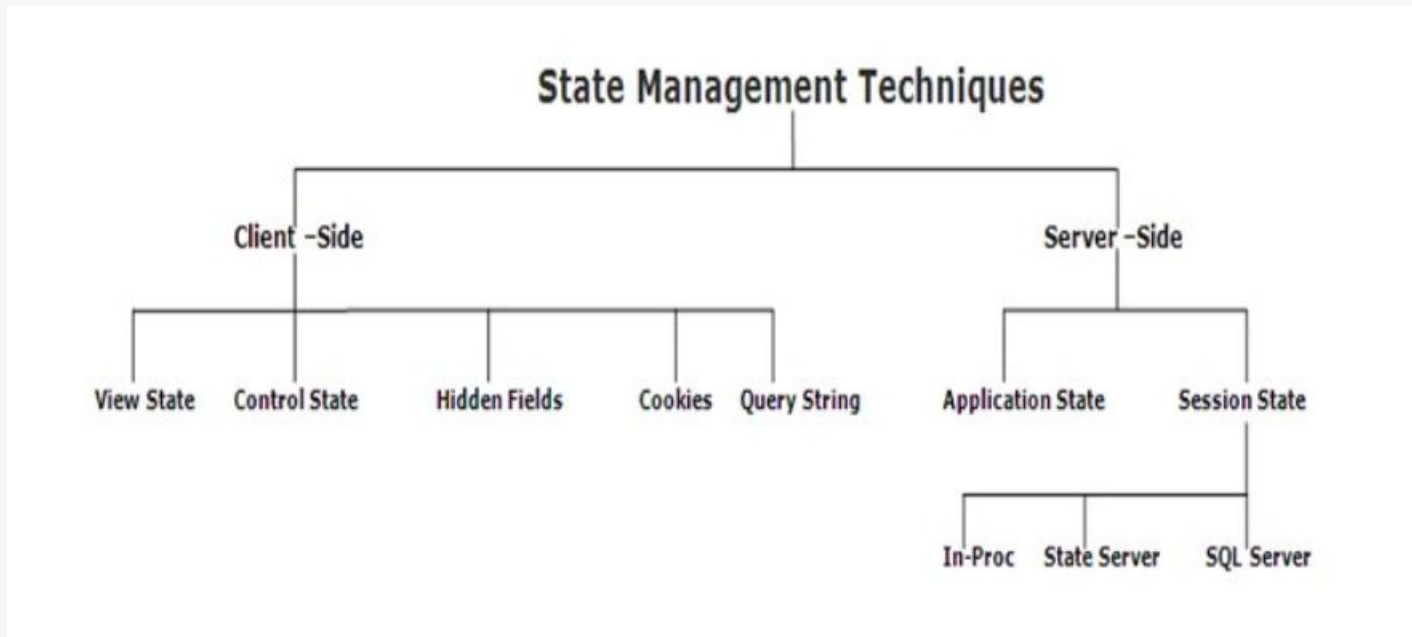 State Management Techniques
Client -Side Server -Side
View State Control State Hidden Fields Cookies Query String Application State Session State
In-Proc State Server SQL Server